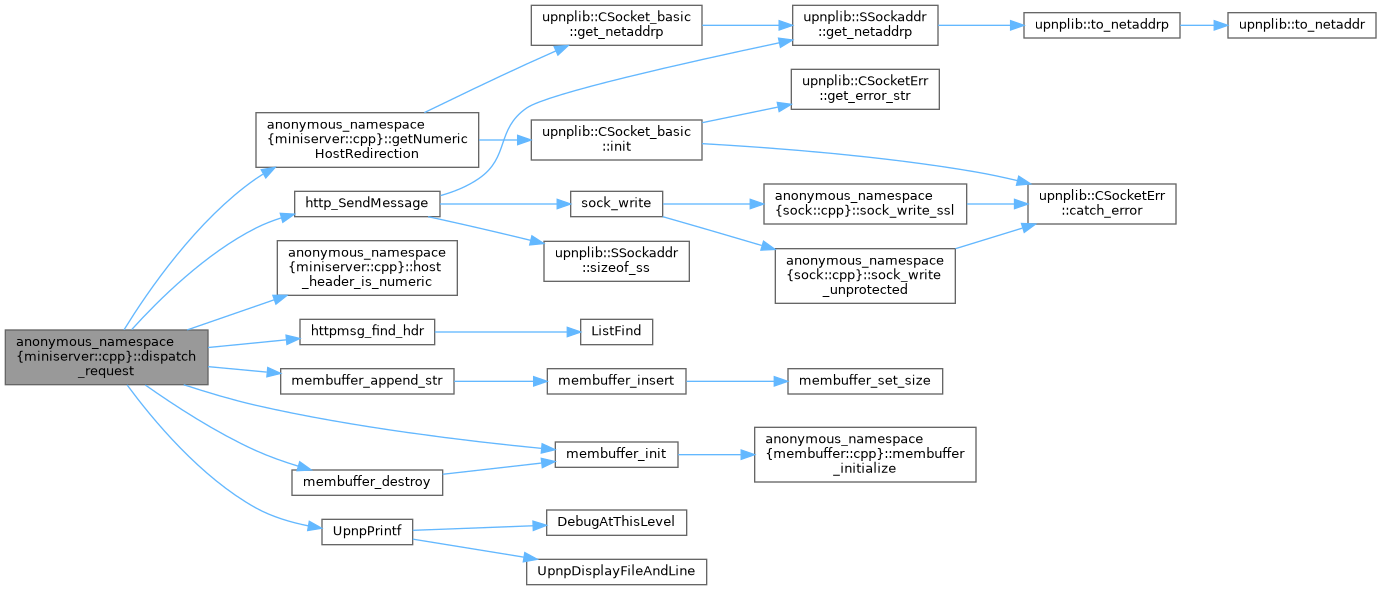 anonymous_namespace
{miniserver::cpp}::dispatch
_request
anonymous_namespace
{miniserver::cpp}::getNumeric
HostRedirection
upnplib::CSocket_basic
::get_netaddrp
upnplib::SSockaddr
::get_netaddrp
upnplib::to_netaddrp
upnplib::to_netaddr
upnplib::CSocket_basic
::init
upnplib::CSocketErr
::get_error_str
upnplib::CSocketErr
::catch_error
http_SendMessage
sock_write
anonymous_namespace
{sock::cpp}::sock_write_ssl
anonymous_namespace
{sock::cpp}::sock_write
_unprotected
upnplib::SSockaddr
::sizeof_ss
anonymous_namespace
{miniserver::cpp}::host
_header_is_numeric
httpmsg_find_hdr
ListFind
membuffer_append_str
membuffer_insert
membuffer_set_size
membuffer_init
anonymous_namespace
{membuffer::cpp}::membuffer
_initialize
membuffer_destroy
UpnpPrintf
DebugAtThisLevel
UpnpDisplayFileAndLine